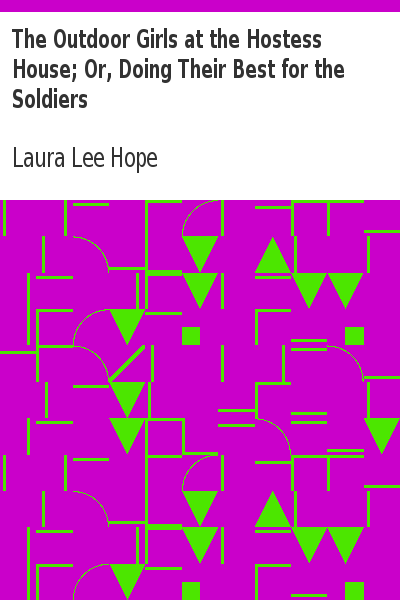 The Outdoor Girls at the Hostess
House; Or, Doing Their Best for the
Soldiers
Laura Lee Hope